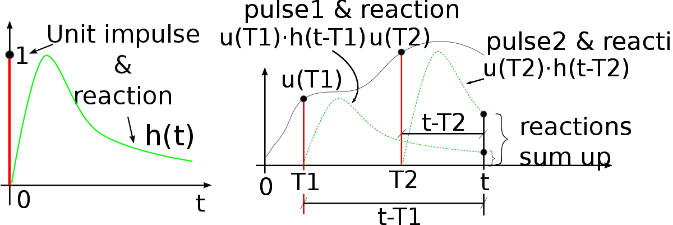 Unit impulse
&
reaction
1
h(t)
0
t
pulse1 & reaction
u(T1)·h(t-T1)
u(T2)
pulse2 & reacti
u(T2)·h(t-T2)
u(T1)
t-T2
reactions
sum up
0
T1
T2
t
t-T1